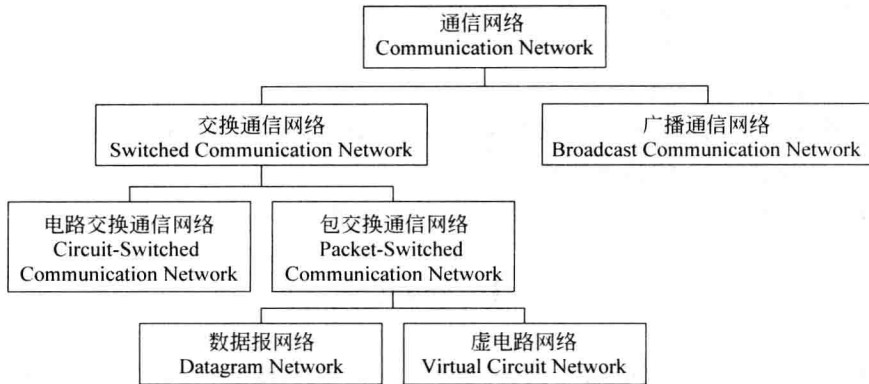 通信网络
Communication Network
交换通信网络
Switched Communication Network
广播通信网络
Broadcast Communication Network
电路交换通信网络
Circuit-Switched
Communication Network
包交换通信网络
Packet-Switched
Communication Network
数据报网络
Datagram Network
虚电路网络
Virtual Circuit Network